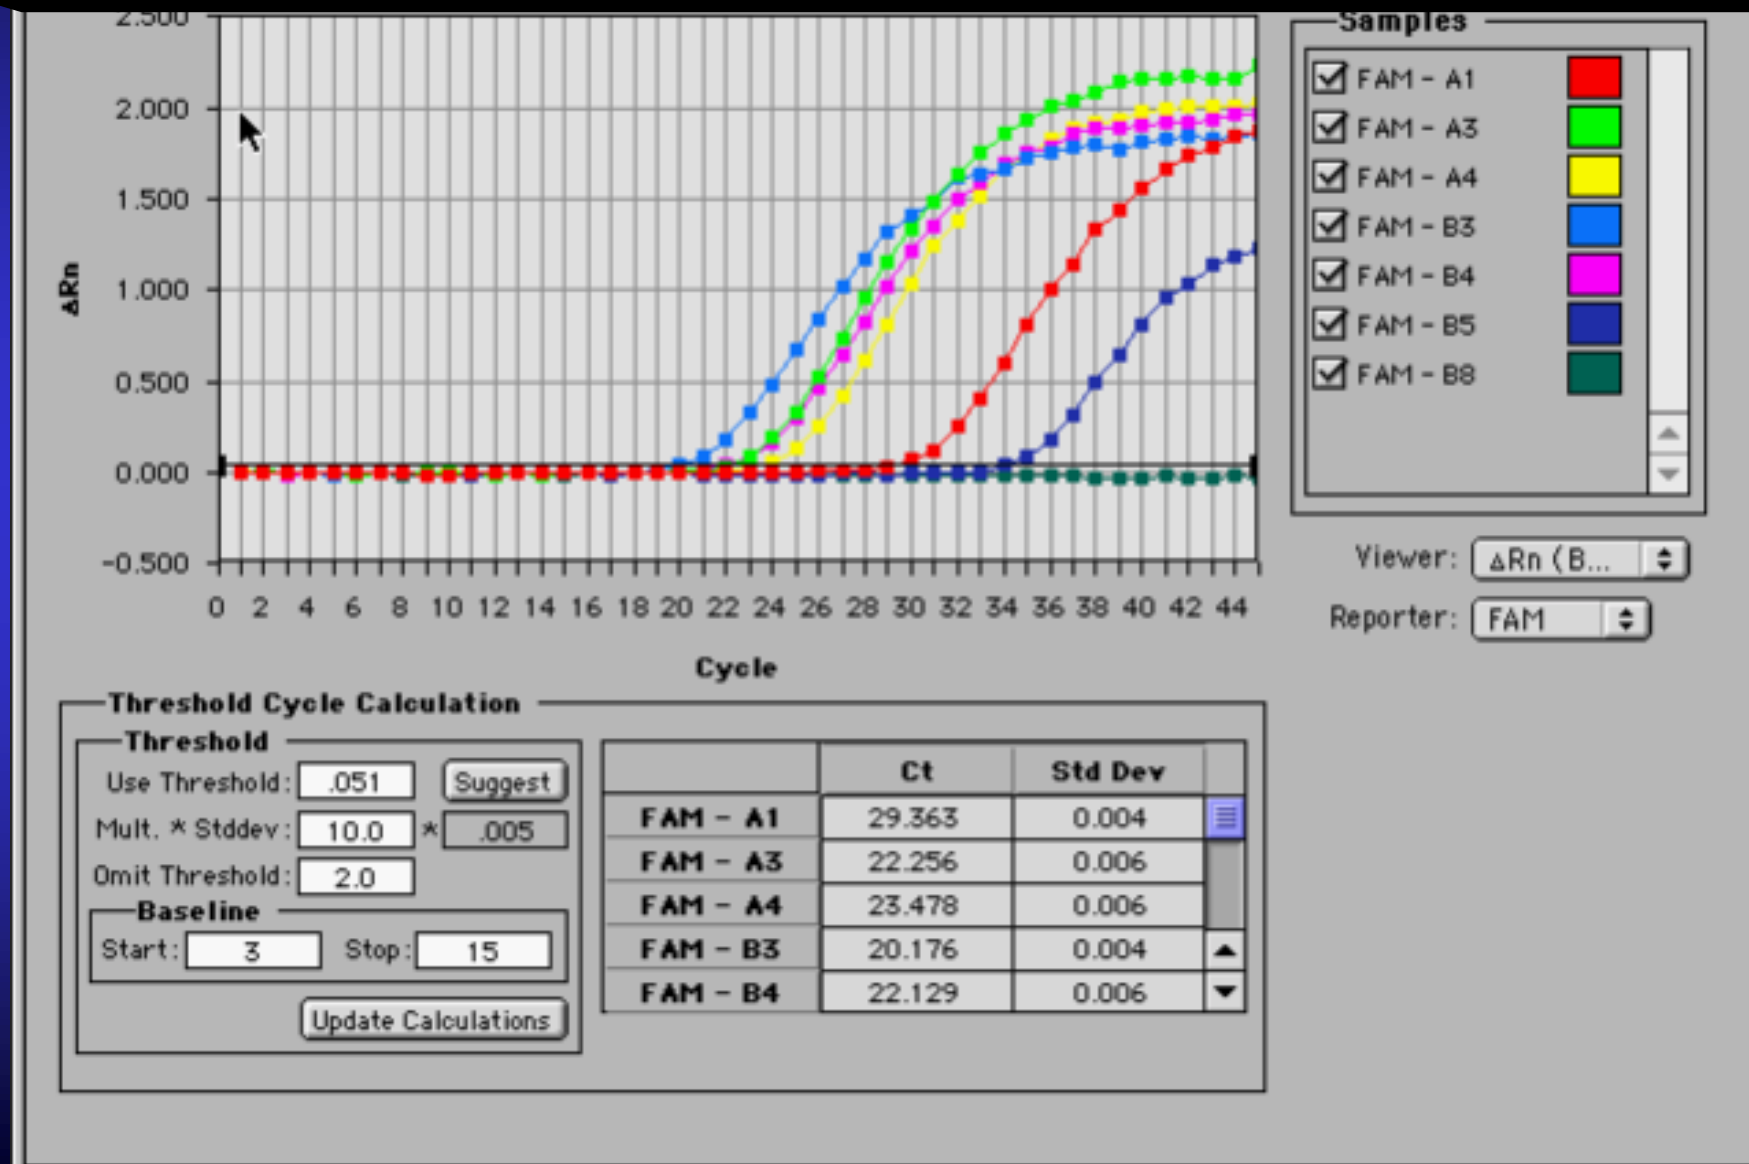 2.500
2.000
1.500
1.000
0.500
0.000
-0.500
ΔRn
0 2 4 6 8 10 12 14 16 18 20 22 24 26 28 30 32 34 36 38 40 42 44
Cycle
Samples
FAM - A1
FAM - A3
FAM - A4
FAM - B3
FAM - B4
FAM - B5
FAM - B8
Viewer: ΔRn (B...
Reporter: FAM
Threshold Cycle Calculation
Threshold
Use Threshold: .051 Suggest
Mult. * Stddev: 10.0 * .005
Omit Threshold: 2.0
Baseline
Start: 3 Stop: 15
Update Calculations
Ct Std Dev
FAM - A1 29.363 0.004
FAM - A3 22.256 0.006
FAM - A4 23.478 0.006
FAM - B3 20.176 0.004
FAM - B4 22.129 0.006